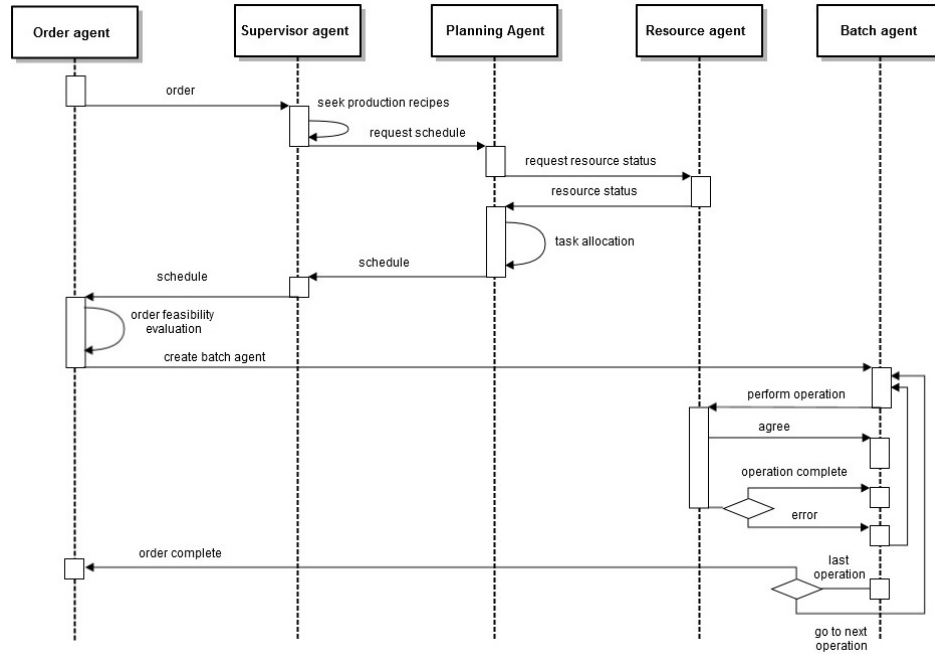 Order agent
Supervisor agent
Planning Agent
Resource agent
Batch agent
order
seek production recipes
request schedule
request resource status
resource status
task allocation
schedule
schedule
order feasibility
evaluation
create batch agent
perform operation
agree
operation complete
error
order complete
last
operation
go to next
operation